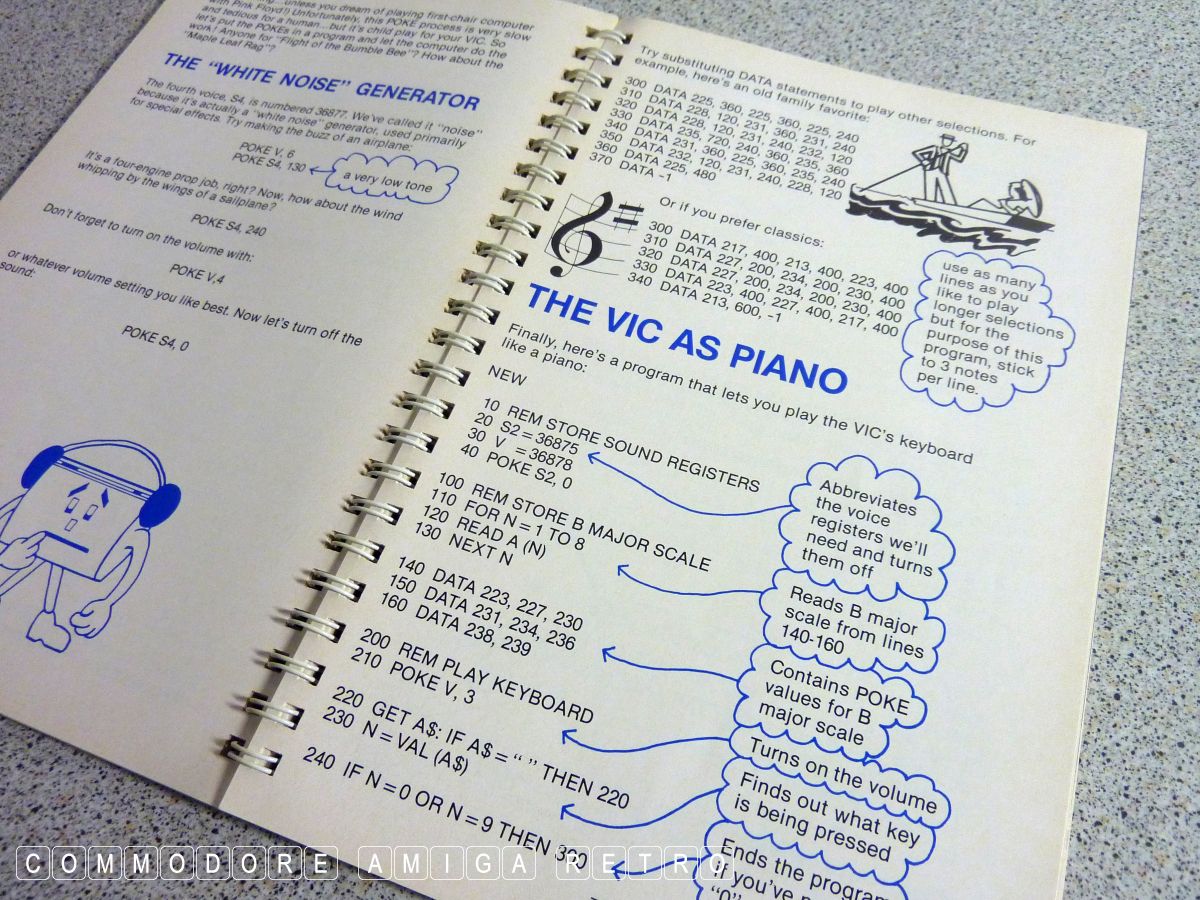 thing... unless you dream of playing first-chair computer
with Pink Floyd!) Unfortunately, this POKE process is very slow
and tedious for a human... but it's child play for your VIC. So
let's put the POKEs in a program and let the computer do the
work! Anyone for "Flight of the Bumble Bee"? How about the
"Maple Leaf Rag"?
THE "WHITE NOISE" GENERATOR
The fourth voice, S4, is numbered 36877. We've called it "noise"
because it's actually a "white noise" generator, used primarily
for special effects. Try making the buzz of an airplane:
POKE V, 6
POKE S4, 130
a very low tone
It's a four-engine prop job, right? Now, how about the wind
whipping by the wings of a sailplane?
POKE S4, 240
Don't forget to turn on the volume with:
POKE V,4
or whatever volume setting you like best. Now let's turn off the
sound:
POKE S4, 0
Try substituting DATA statements to play other selections. For
example, here's an old family favorite:
300 DATA 225, 360, 225, 360, 225, 240
310 DATA 228, 120, 231, 360, 231, 240
320 DATA 228, 120, 231, 240, 232, 120
330 DATA 235, 720, 240, 360, 235, 360
340 DATA 231, 360, 225, 360, 235, 240
350 DATA 232, 120, 231, 240, 228, 120
360 DATA 225, 480
370 DATA -1
Or if you prefer classics:
300 DATA 217, 400, 213, 400, 223, 400
310 DATA 227, 200, 234, 200, 230, 400
320 DATA 227, 200, 234, 200, 230, 400
330 DATA 223, 400, 227, 400, 217, 400
340 DATA 213, 600, -1
use as many
lines as you
like to play
longer selections
but for the
purpose of this
program, stick
to 3 notes
per line.
THE VIC AS PIANO
Finally, here's a program that lets you play the VIC's keyboard
like a piano:
NEW
10 REM STORE SOUND REGISTERS
20 S2 = 36875
30 V = 36878
40 POKE S2, 0
Abbreviates
the voice
registers we'll
need and turns
them off
100 REM STORE B MAJOR SCALE
110 FOR N = 1 TO 8
120 READ A (N)
130 NEXT N
Reads B major
scale from lines
140-160
140 DATA 223, 227, 230
150 DATA 231, 234, 236
160 DATA 238, 239
Contains POKE
values for B
major scale
200 REM PLAY KEYBOARD
210 POKE V, 3
Turns on the volume
220 GET A$: IF A$ = " " THEN 220
230 N = VAL (A$)
Finds out what key
is being pressed
240 IF N = 0 OR N = 9 THEN 300
Ends the program
if you've
"0"
COMMODORE AMIGA RETRO